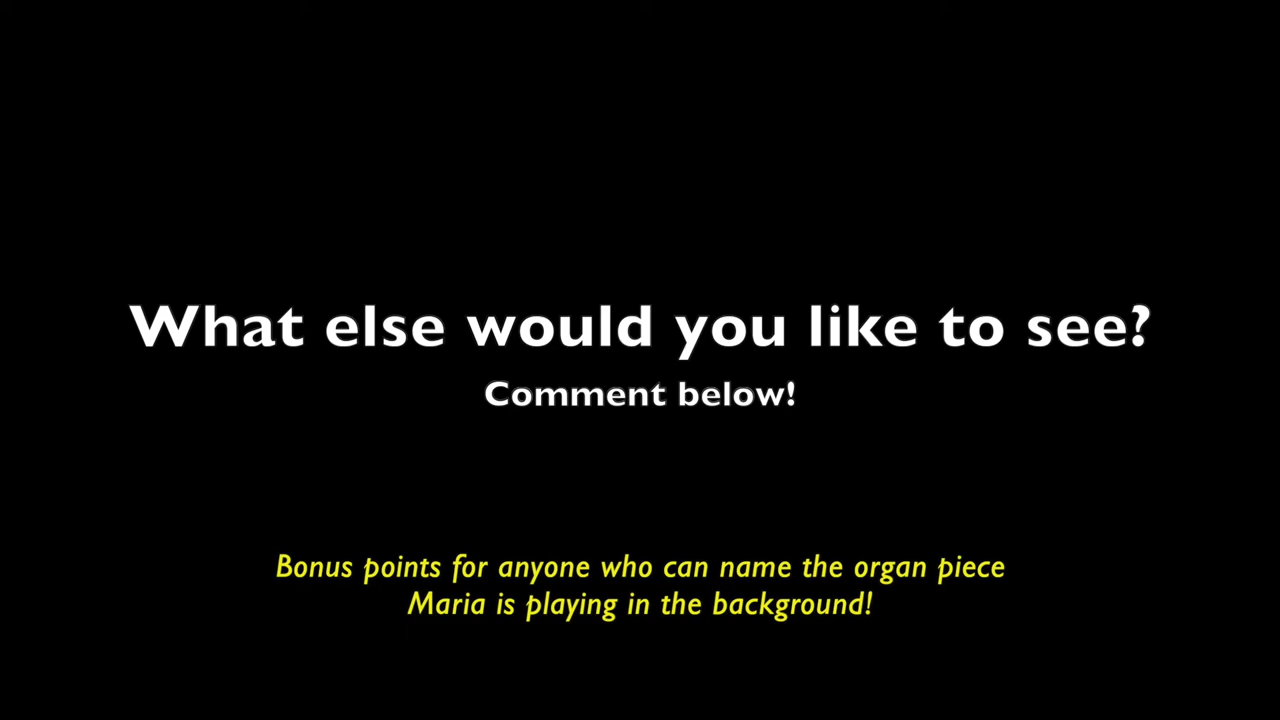 What else would you like to see?
Comment below!
Bonus points for anyone who can name the organ piece
Maria is playing in the background!